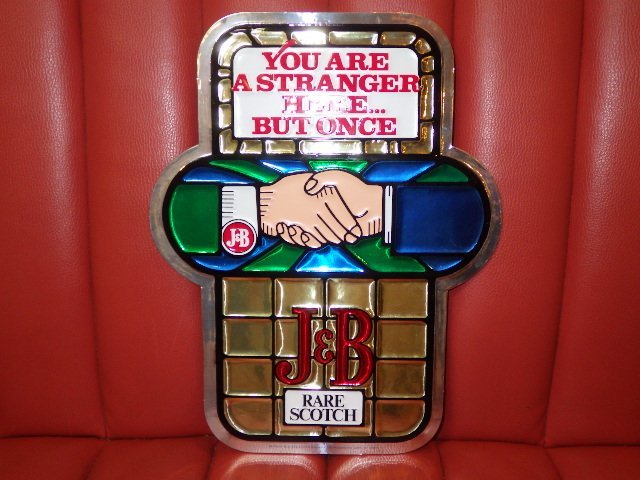 YOU ARE
A STRANGER
HERE...
BUT ONCE
J&B
J&B
RARE
SCOTCH